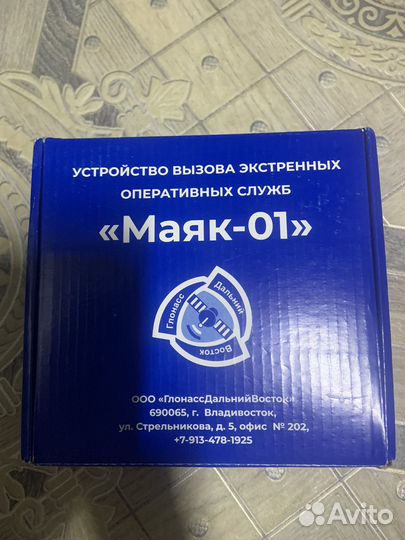 УСТРОЙСТВО ВЫЗОВА ЭКСТРЕННЫХ
ОПЕРАТИВНЫХ СЛУЖБ
«Маяк-01»
Глонасс
Дальний
Восток
ООО «ГлонассДальнийВосток»
690065, г. Владивосток,
ул. Стрельникова, д. 5, офис № 202,
+7-913-478-1925
Avito